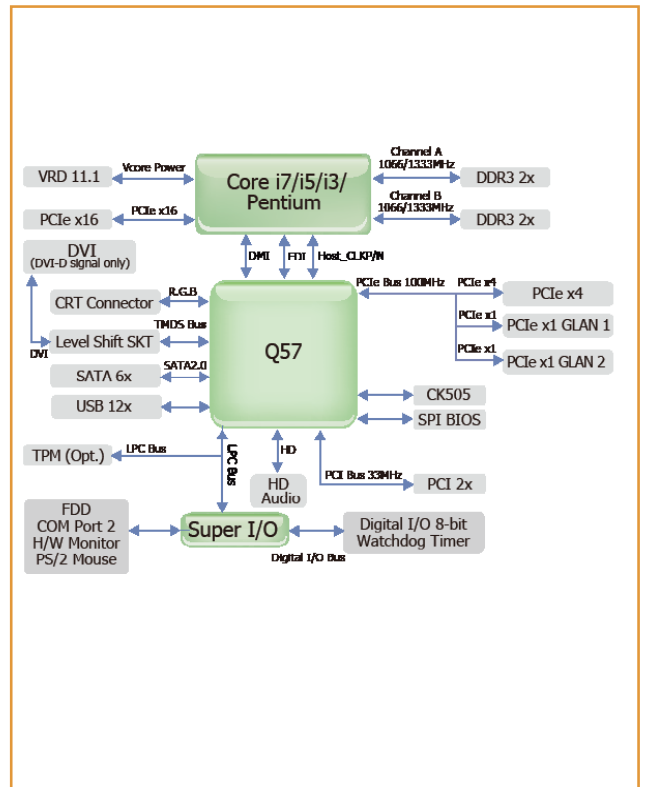 Channel A
1066/1333MHz
Vcore Power
VRD 11.1
Core i7/i5/i3/
Pentium
DDR3 2x
Channel B
1066/1333MHz
PCIe x16
PCIe x16
DDR3 2x
DVI
(DVI-D signal only)
DMI
FDI
Host_CLKP/N
PCIe Bus 100MHz
PCIe x4
PCIe x4
R.G.B
CRT Connector
PCIe x1
PCIe x1 GLAN 1
TMDS Bus
Level Shift SKT
DVI
Q57
PCIe x1
PCIe x1 GLAN 2
SATA2.0
SATA 6x
CK505
USB 12x
SPI BIOS
LPC Bus
TPM (Opt.)
LPC Bus
HD
PCI Bus 33MHz
PCI 2x
HD
Audio
FDD
COM Port 2
H/W Monitor
PS/2 Mouse
Super I/O
Digital I/O 8-bit
Watchdog Timer
Digital I/O Bus